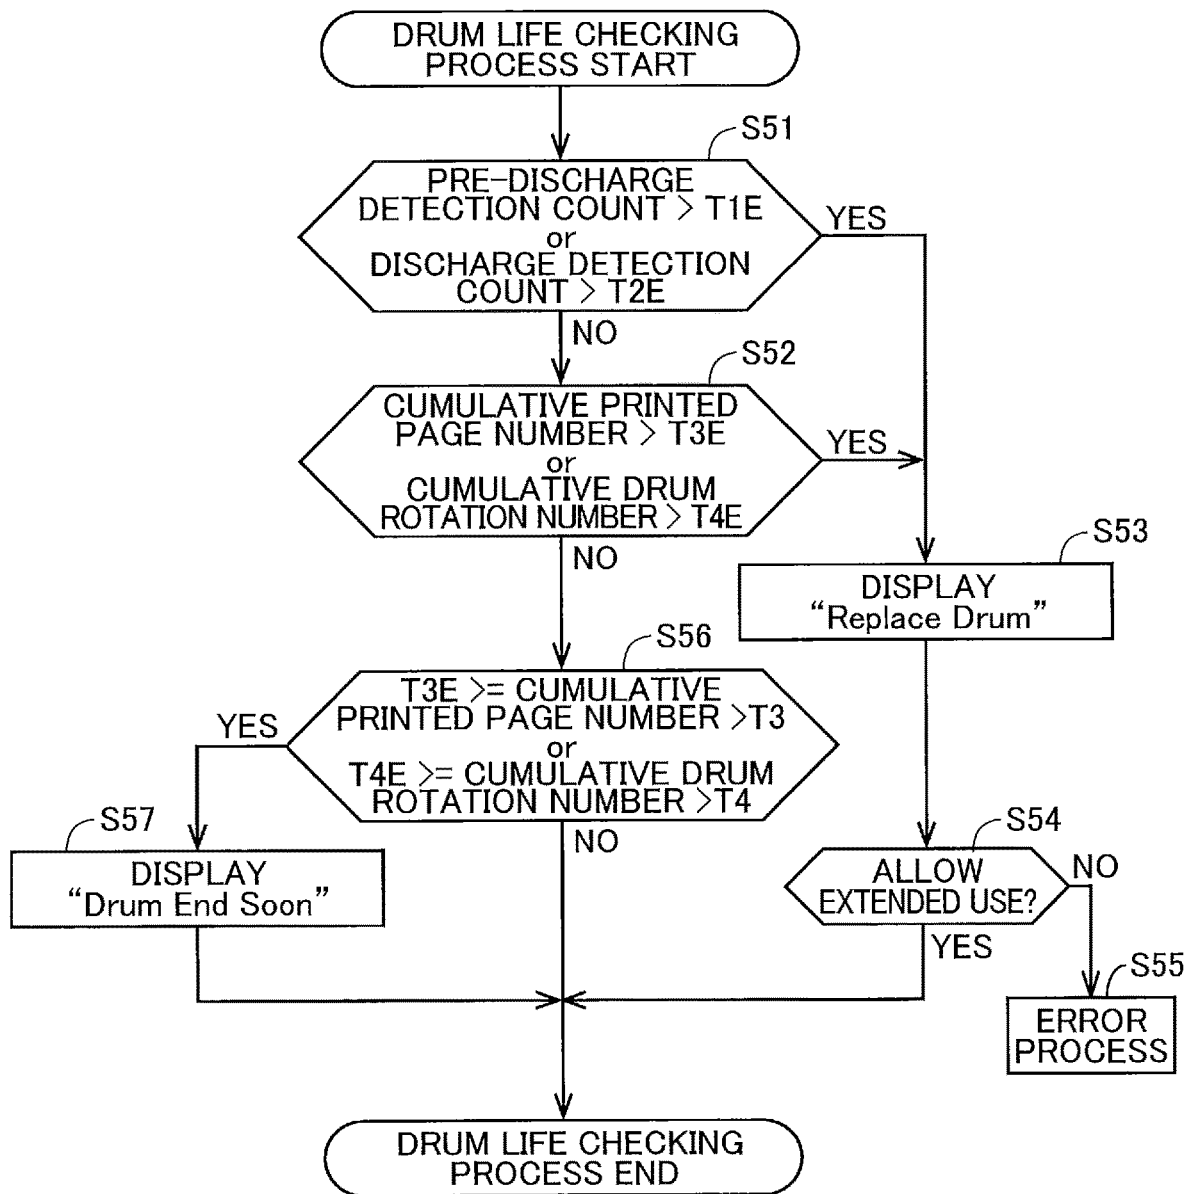 DRUM LIFE CHECKING
PROCESS START
S51
PRE-DISCHARGE
DETECTION COUNT > T1E
or
DISCHARGE DETECTION
COUNT > T2E
YES
NO
S52
CUMULATIVE PRINTED
PAGE NUMBER > T3E
or
CUMULATIVE DRUM
ROTATION NUMBER > T4E
YES
NO
S53
DISPLAY
“Replace Drum”
S56
T3E >= CUMULATIVE
PRINTED PAGE NUMBER >T3
or
T4E >= CUMULATIVE DRUM
ROTATION NUMBER >T4
YES
NO
S57
DISPLAY
“Drum End Soon”
S54
ALLOW
EXTENDED USE?
NO
YES
S55
ERROR
PROCESS
DRUM LIFE CHECKING
PROCESS END